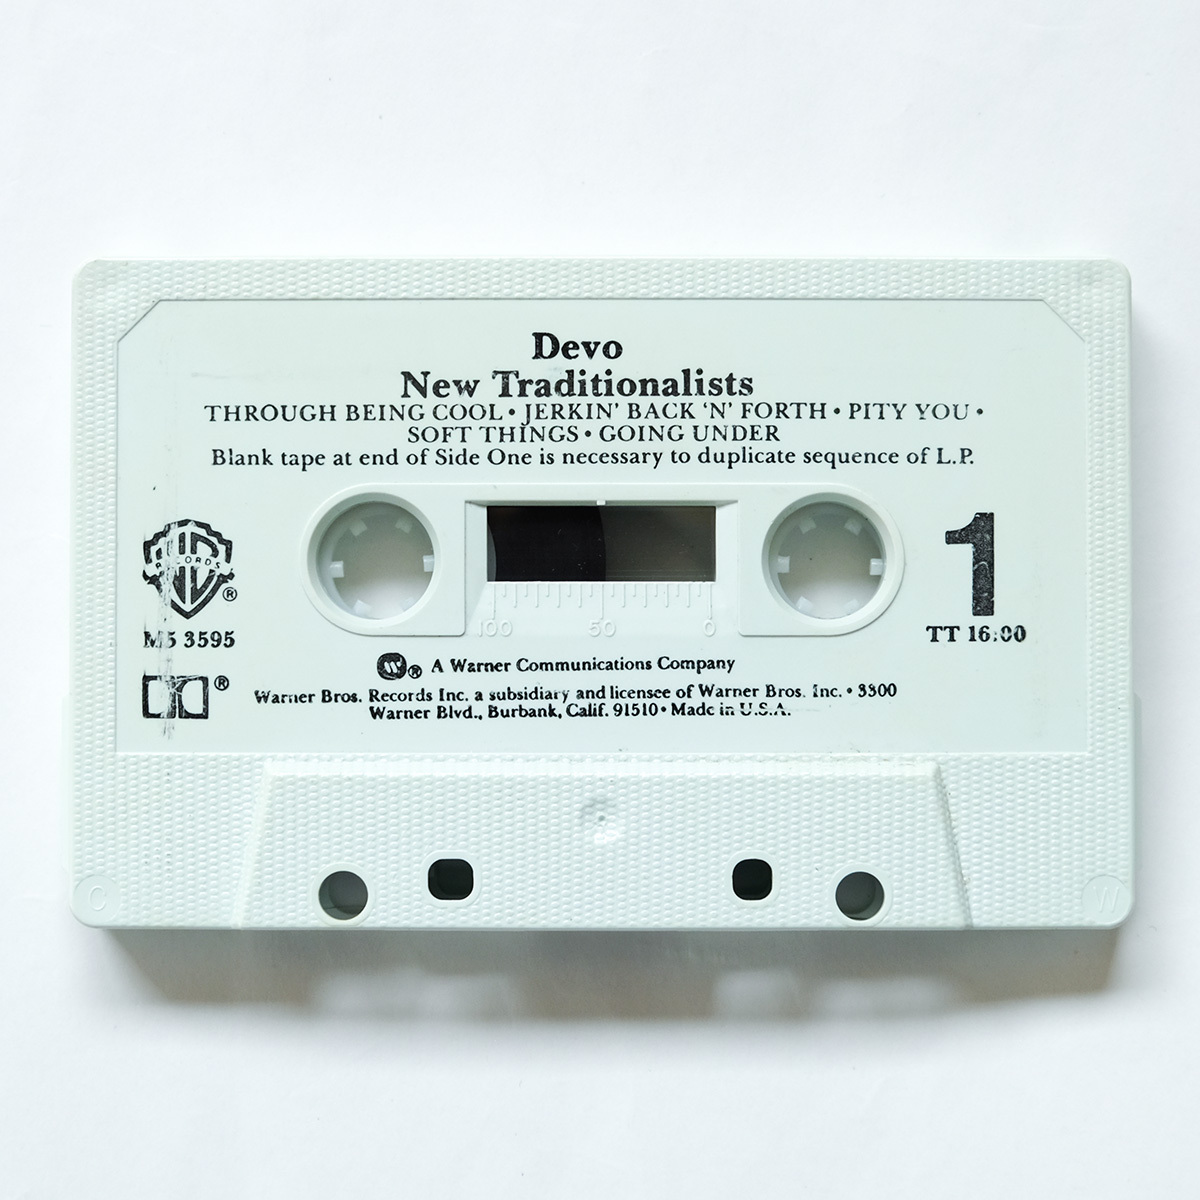 Devo
New Traditionalists
THROUGH BEING COOL • JERKIN' BACK 'N' FORTH • PITY YOU •
SOFT THINGS • GOING UNDER
Blank tape at end of Side One is necessary to duplicate sequence of L.P.
WB
RECORDS
®
M5 3595
®
1
TT 16:00
100 50 0
® A Warner Communications Company
Warner Bros. Records Inc. a subsidiary and licensee of Warner Bros. Inc. • 3300
Warner Blvd., Burbank, Calif. 91510 • Made in U.S.A.
C
W